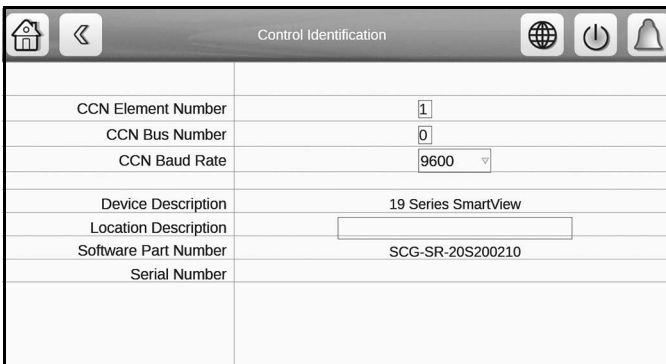 Control Identification
CCN Element Number 1
CCN Bus Number 0
CCN Baud Rate 9600
Device Description 19 Series SmartView
Location Description
Software Part Number SCG-SR-20S200210
Serial Number